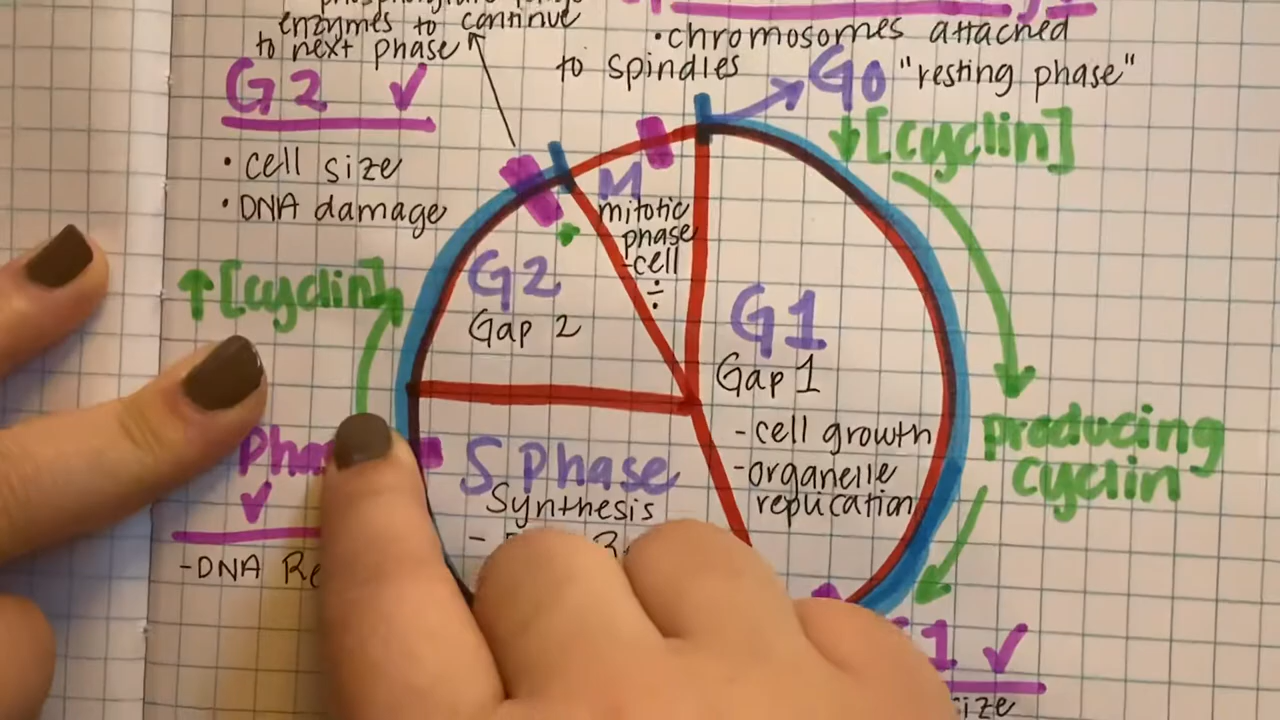 enzymes to continue
to next phase
G2 ✓
• cell size
• DNA damage
• chromosomes attached
to spindles
G0 "resting phase"
↓[cyclin]
M
mitotic
phase
-cell
÷
↑[cyclin]
G2
Gap 2
G1
Gap 1
- cell growth
- organelle
replication
producing
cyclin
S Phase
Synthesis
✓
-DNA
1 ✓
size